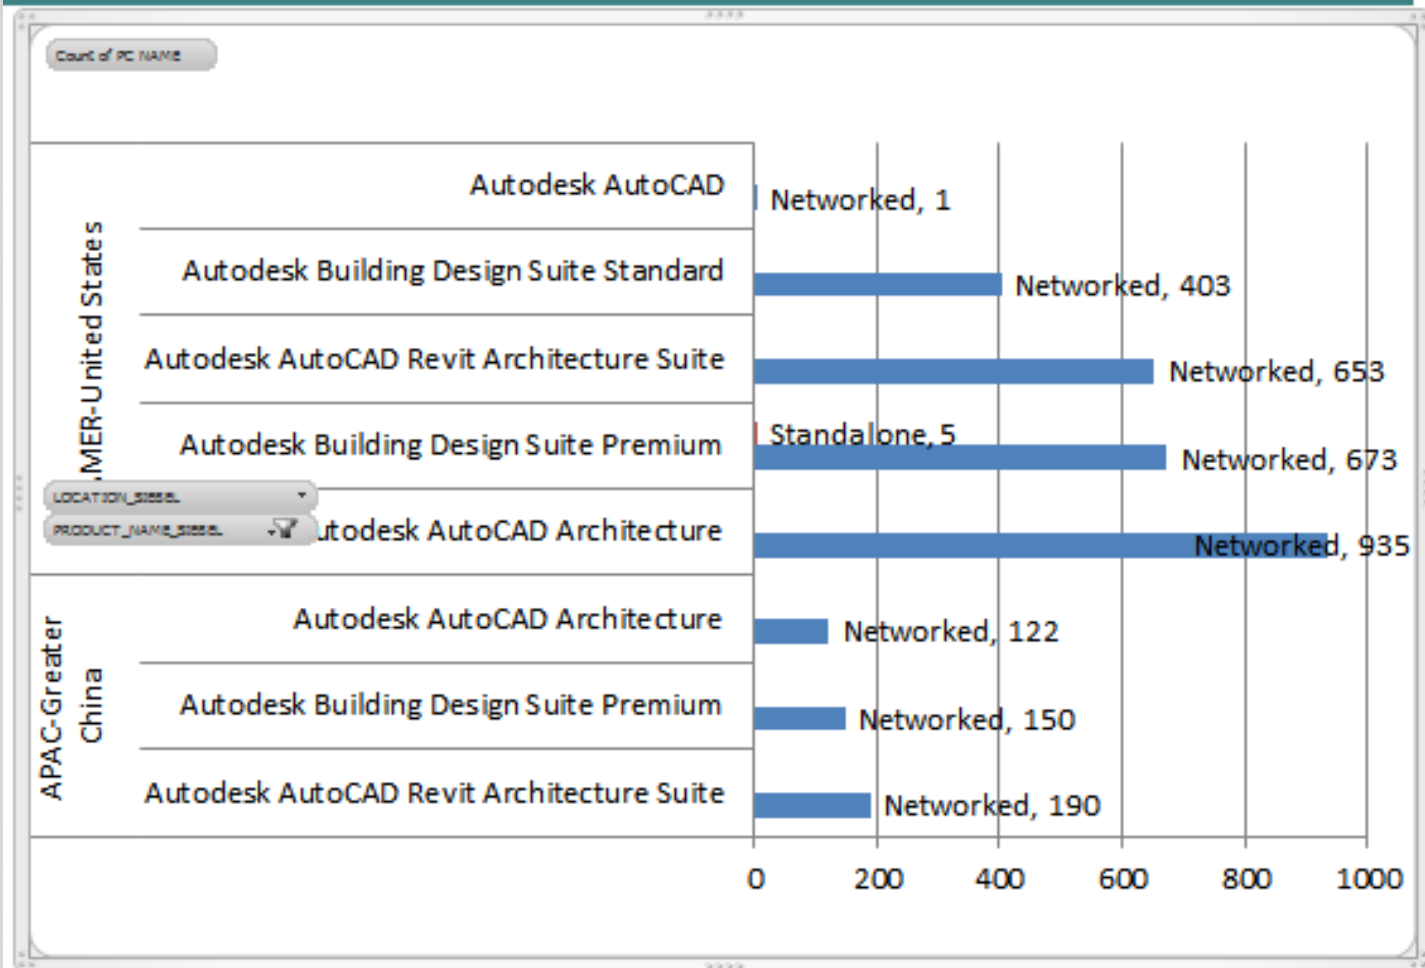 Count of PC NAME
AMER-United States
Autodesk AutoCAD
Networked, 1
Autodesk Building Design Suite Standard
Networked, 403
Autodesk AutoCAD Revit Architecture Suite
Networked, 653
Autodesk Building Design Suite Premium
Standalone, 5
Networked, 673
LOCATION_SIEBEL
PRODUCT_NAME_SIEBEL
utodesk AutoCAD Architecture
Networked, 935
APAC-Greater
China
Autodesk AutoCAD Architecture
Networked, 122
Autodesk Building Design Suite Premium
Networked, 150
Autodesk AutoCAD Revit Architecture Suite
Networked, 190
0 200 400 600 800 1000